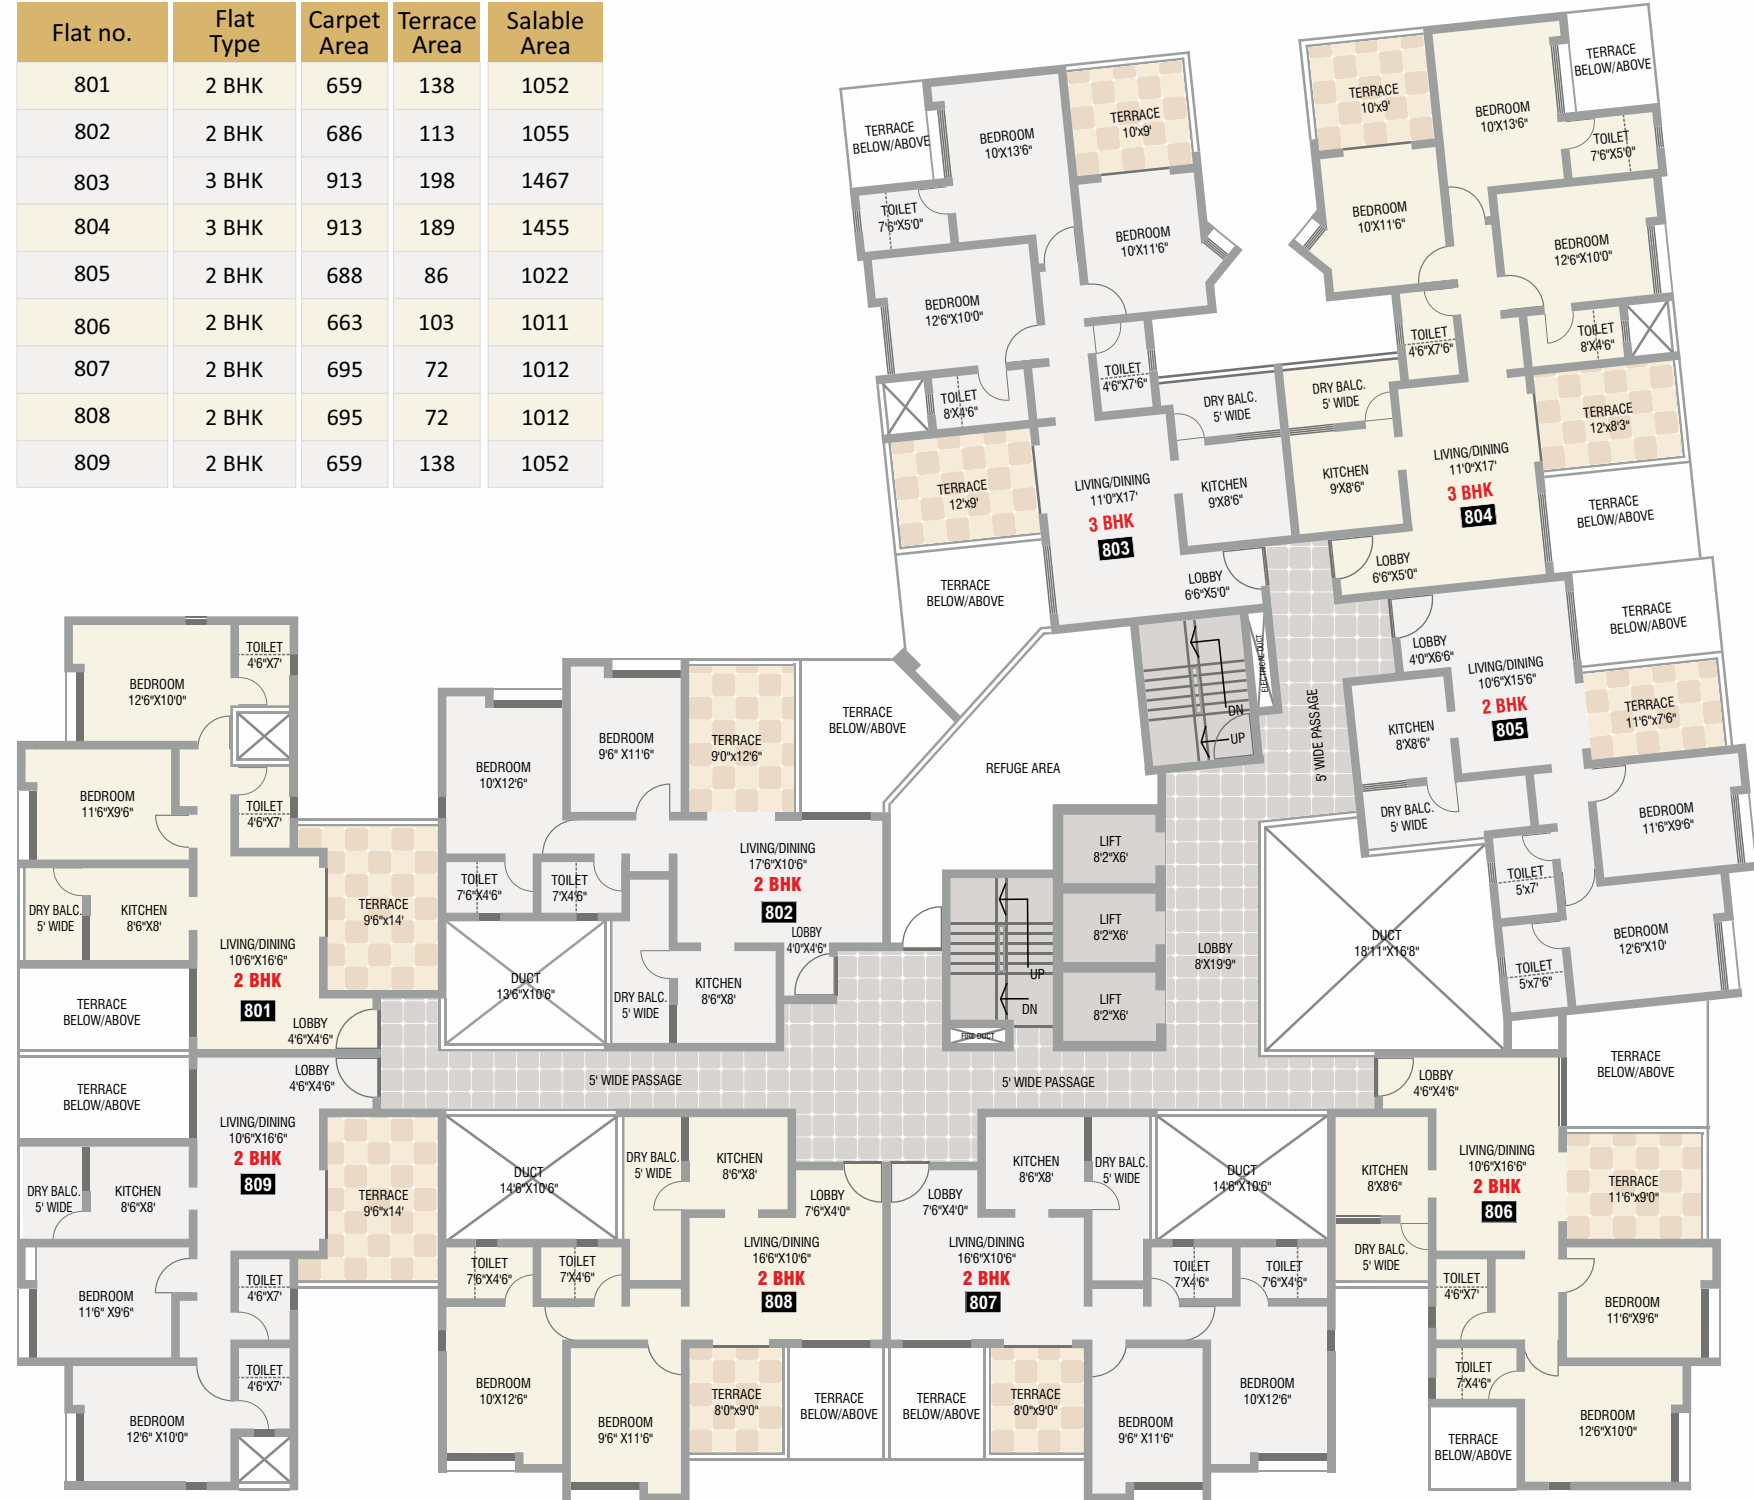 Flat no. Flat Type Carpet Area Terrace Area Salable Area
801 2 BHK 659 138 1052
802 2 BHK 686 113 1055
803 3 BHK 913 198 1467
804 3 BHK 913 189 1455
805 2 BHK 688 86 1022
806 2 BHK 663 103 1011
807 2 BHK 695 72 1012
808 2 BHK 695 72 1012
809 2 BHK 659 138 1052
TERRACE
BELOW/ABOVE
BEDROOM
10'X13'6"
TERRACE
10'x9'
TOILET
7'6"X5'0"
BEDROOM
10'X11'6"
BEDROOM
12'6"X10'0"
TOILET
4'6"X7'6"
TOILET
8'X4'6"
DRY BALC.
5' WIDE
TERRACE
12'x9'
LIVING/DINING
11'0"X17'
3 BHK
803
KITCHEN
9'X8'6"
LOBBY
6'6"X5'0"
TERRACE
BELOW/ABOVE
TERRACE
10'x9'
BEDROOM
10'X13'6"
TERRACE
BELOW/ABOVE
TOILET
7'6"X5'0"
BEDROOM
10'X11'6"
BEDROOM
12'6"X10'0"
TOILET
4'6"X7'6"
TOILET
8'X4'6"
DRY BALC.
5' WIDE
TERRACE
12'x8'3"
KITCHEN
9'X8'6"
LIVING/DINING
11'0"X17'
3 BHK
804
TERRACE
BELOW/ABOVE
LOBBY
6'6"X5'0"
LOBBY
4'0"X6'6"
LIVING/DINING
10'6"X15'6"
2 BHK
805
TERRACE
BELOW/ABOVE
TERRACE
11'6"x7'6"
KITCHEN
8'X8'6"
DRY BALC.
5' WIDE
BEDROOM
11'6"X9'6"
TOILET
5'x7'
TOILET
5'x7'6"
BEDROOM
12'6"X10'
ELECTRICAL DUCT
5' WIDE PASSAGE
DN
UP
REFUGE AREA
LIFT
8'2"X6'
LIFT
8'2"X6'
LIFT
8'2"X6'
LOBBY
8'X19'9"
DUCT
18'11"X16'8"
UP
DN
FIRE DUCT
BEDROOM
12'6"X10'0"
TOILET
4'6"X7'
BEDROOM
11'6"X9'6"
TOILET
4'6"X7'
DRY BALC.
5' WIDE
KITCHEN
8'6"X8'
TERRACE
9'6"x14'
LIVING/DINING
10'6"X16'6"
2 BHK
801
TERRACE
BELOW/ABOVE
LOBBY
4'6"X4'6"
BEDROOM
10'X12'6"
BEDROOM
9'6" X11'6"
TERRACE
9'0"x12'6"
TERRACE
BELOW/ABOVE
TOILET
7'6"X4'6"
TOILET
7'X4'6"
LIVING/DINING
17'6"X10'6"
2 BHK
802
LOBBY
4'0"X4'6"
DUCT
13'6"X10'6"
DRY BALC.
5' WIDE
KITCHEN
8'6"X8'
5' WIDE PASSAGE
5' WIDE PASSAGE
TERRACE
BELOW/ABOVE
LOBBY
4'6"X4'6"
LIVING/DINING
10'6"X16'6"
2 BHK
809
DRY BALC.
5' WIDE
KITCHEN
8'6"X8'
TERRACE
9'6"x14'
BEDROOM
11'6" X9'6"
TOILET
4'6"X7'
TOILET
4'6"X7'
BEDROOM
12'6" X10'0"
DUCT
14'6"X10'6"
DRY BALC.
5' WIDE
KITCHEN
8'6"X8'
LOBBY
7'6"X4'0"
TOILET
7'6"X4'6"
TOILET
7'X4'6"
LIVING/DINING
16'6"X10'6"
2 BHK
808
BEDROOM
10'X12'6"
BEDROOM
9'6" X11'6"
TERRACE
8'0"x9'0"
TERRACE
BELOW/ABOVE
LOBBY
7'6"X4'0"
KITCHEN
8'6"X8'
DRY BALC.
5' WIDE
DUCT
14'6"X10'6"
LIVING/DINING
16'6"X10'6"
2 BHK
807
TOILET
7'X4'6"
TOILET
7'6"X4'6"
TERRACE
BELOW/ABOVE
TERRACE
8'0"x9'0"
BEDROOM
9'6" X11'6"
BEDROOM
10'X12'6"
LOBBY
4'6"X4'6"
TERRACE
BELOW/ABOVE
KITCHEN
8'X8'6"
LIVING/DINING
10'6"X16'6"
2 BHK
806
TERRACE
11'6"x9'0"
DRY BALC.
5' WIDE
TOILET
4'6"X7'
BEDROOM
11'6"X9'6"
TOILET
7'X4'6"
TERRACE
BELOW/ABOVE
BEDROOM
12'6"X10'0"